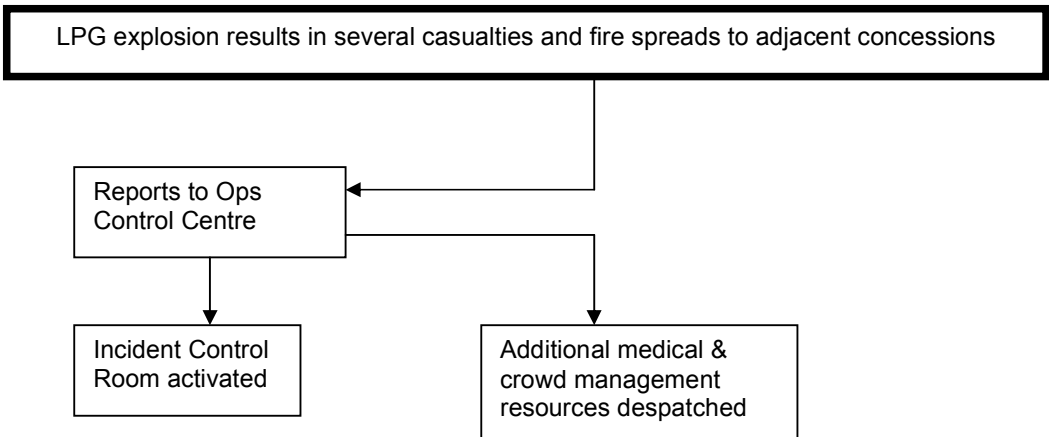 LPG explosion results in several casualties and fire spreads to adjacent concessions
Reports to Ops
Control Centre
Incident Control
Room activated
Additional medical &
crowd management
resources despatched